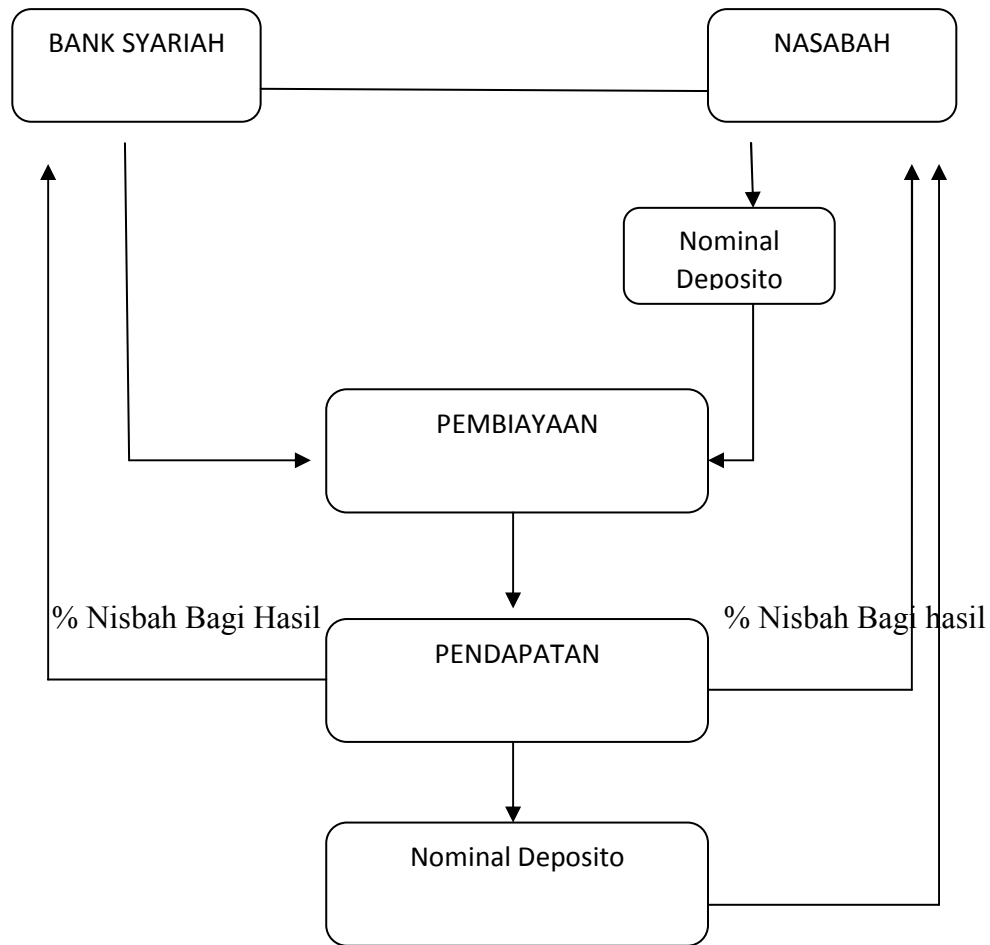 BANK SYARIAH
NASABAH
Nominal
Deposito
PEMBIAYAAN
% Nisbah Bagi Hasil
% Nisbah Bagi hasil
PENDAPATAN
Nominal Deposito